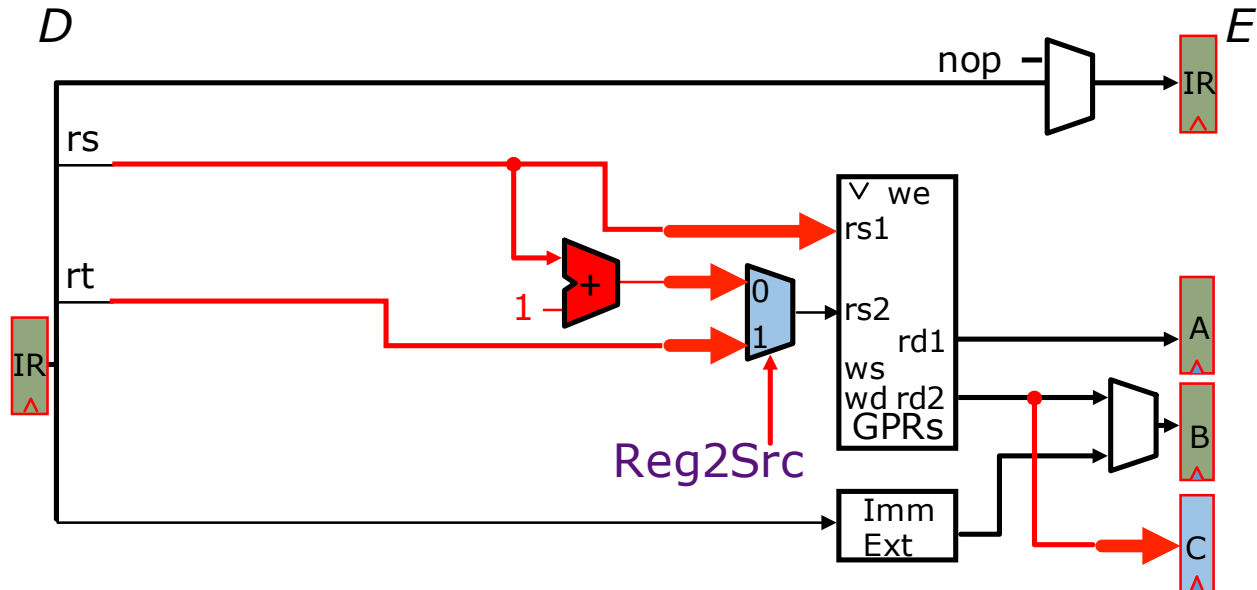 D
E
nop
IR
rs
we
rs1
rt
+
1
0
rs2
1
A
IR
rd1
ws
wd rd2
GPRs
B
Reg2Src
Imm
Ext
C